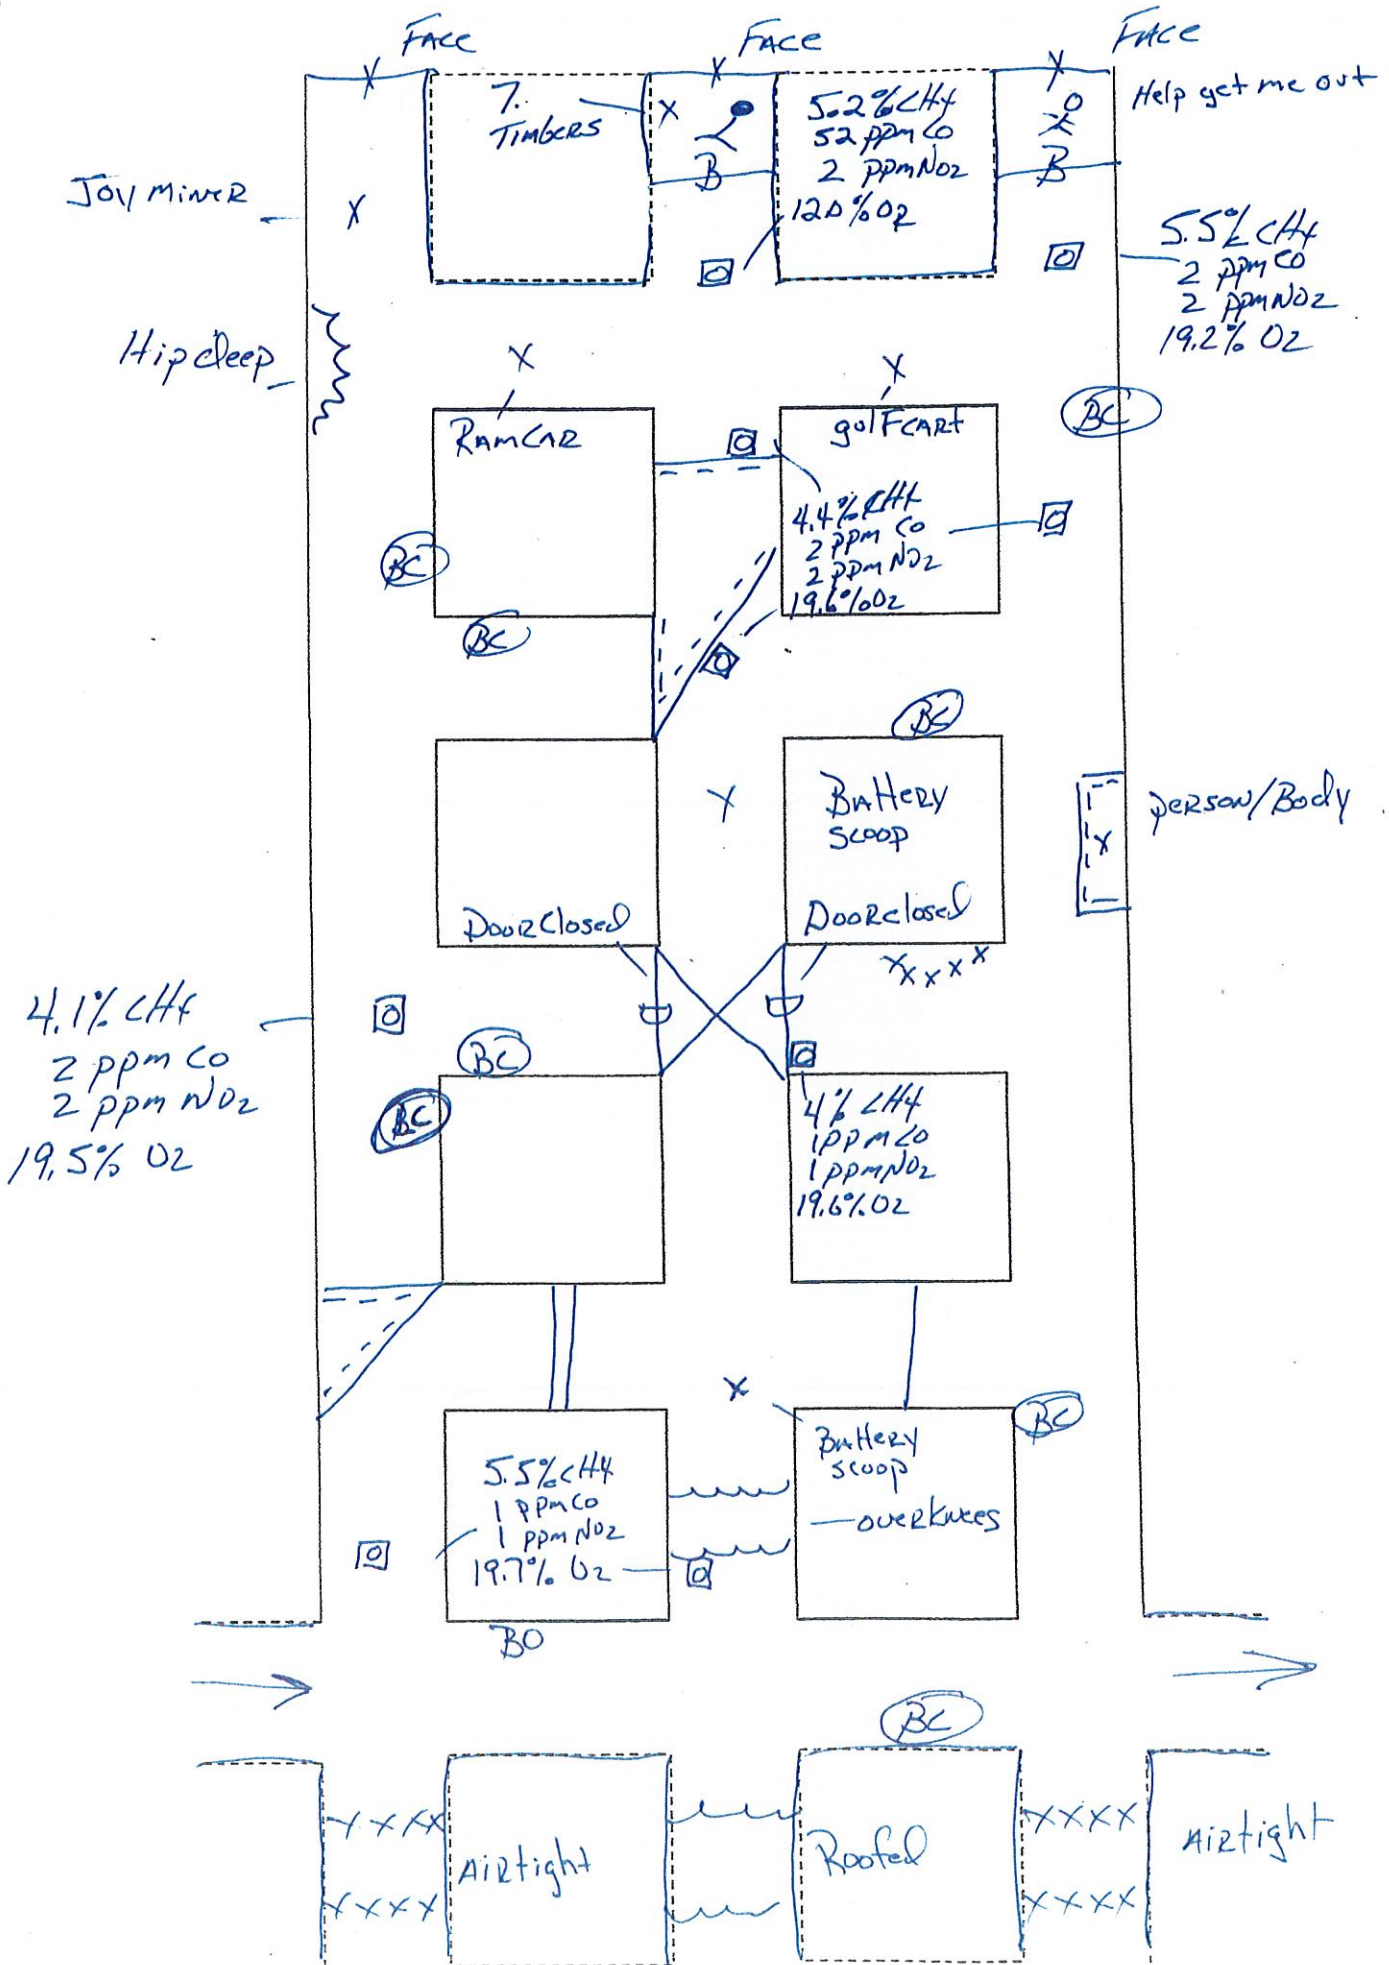 FACE
FACE
FACE
Help get me out
7.
TIMBERS
5.2% CH4
52 ppm CO
2 ppm NO2
12.0% O2
B
B
JOY MINER
5.5% CH4
2 ppm CO
2 ppm NO2
19.2% O2
Hip deep
RAMCAR
golFcart
BC
4.4% CH4
2 ppm CO
2 ppm NO2
19.6% O2
BC
BC
BC
BAttery
scoop
person/Body
DOOR Closed
DOOR closed
4.1% CH4
2 ppm CO
2 ppm NO2
19.5% O2
BC
BC
4% CH4
1 ppm CO
1 ppm NO2
19.6% O2
BC
BAttery
scoop
overknees
5.5% CH4
1 ppm CO
1 ppm NO2
19.7% O2
BO
BC
AiRtight
Roofed
AiRtight